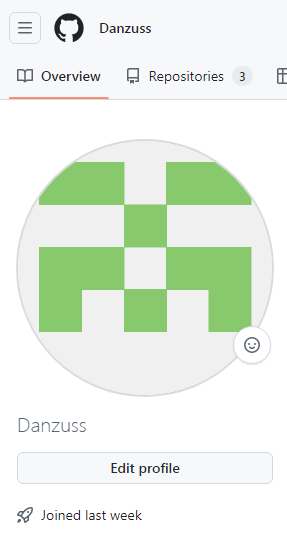 Danzuss
Overview Repositories 3
Danzuss
Edit profile
Joined last week